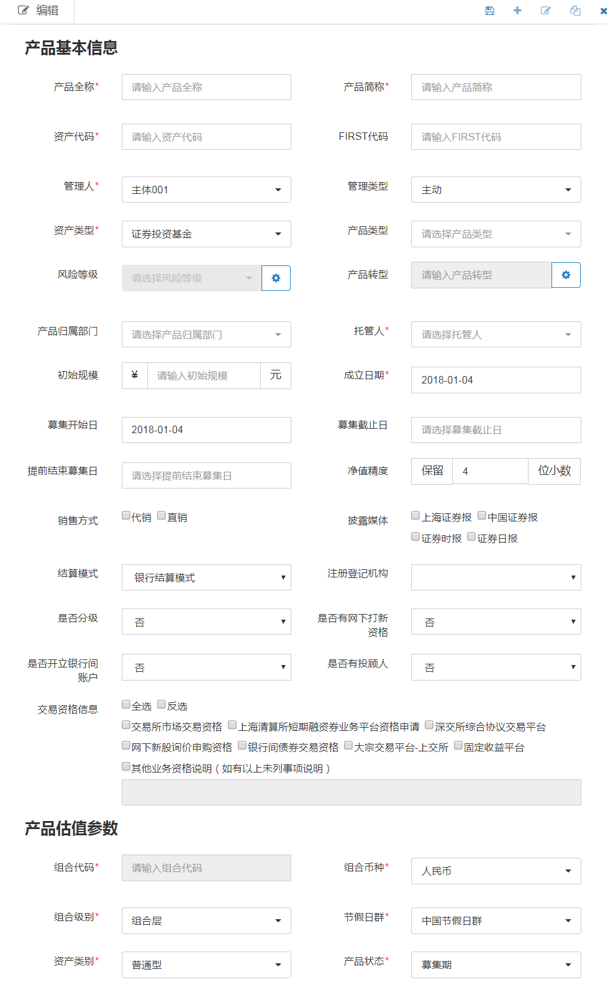 编辑
产品基本信息
产品全称* 请输入产品全称 产品简称* 请输入产品简称
资产代码* 请输入资产代码 FIRST代码 请输入FIRST代码
管理人* 主体001 管理类型 主动
资产类型* 证券投资基金 产品类型 请选择产品类型
风险等级 请选择风险等级 产品转型 请输入产品转型
产品归属部门 请选择产品归属部门 托管人* 请选择托管人
初始规模 ¥ 请输入初始规模 元 成立日期* 2018-01-04
募集开始日 2018-01-04 募集截止日 请选择募集截止日
提前结束募集日 请选择提前结束募集日 净值精度 保留 4 位小数
销售方式 代销 直销 披露媒体 上海证券报 中国证券报
证券时报 证券日报
结算模式 银行结算模式 注册登记机构
是否分级 否 是否有网下打新 否
资格
是否开立银行间 否 是否有投顾人 否
账户
交易资格信息 全选 反选
交易所市场交易资格 上海清算所短期融资券业务平台资格申请 深交所综合协议交易平台
网下新股询价申购资格 银行间债券交易资格 大宗交易平台-上交所 固定收益平台
其他业务资格说明（如有以上未列事项说明）
产品估值参数
组合代码* 请输入组合代码 组合币种* 人民币
组合级别* 组合层 节假日群* 中国节假日群
资产类别* 普通型 产品状态* 募集期